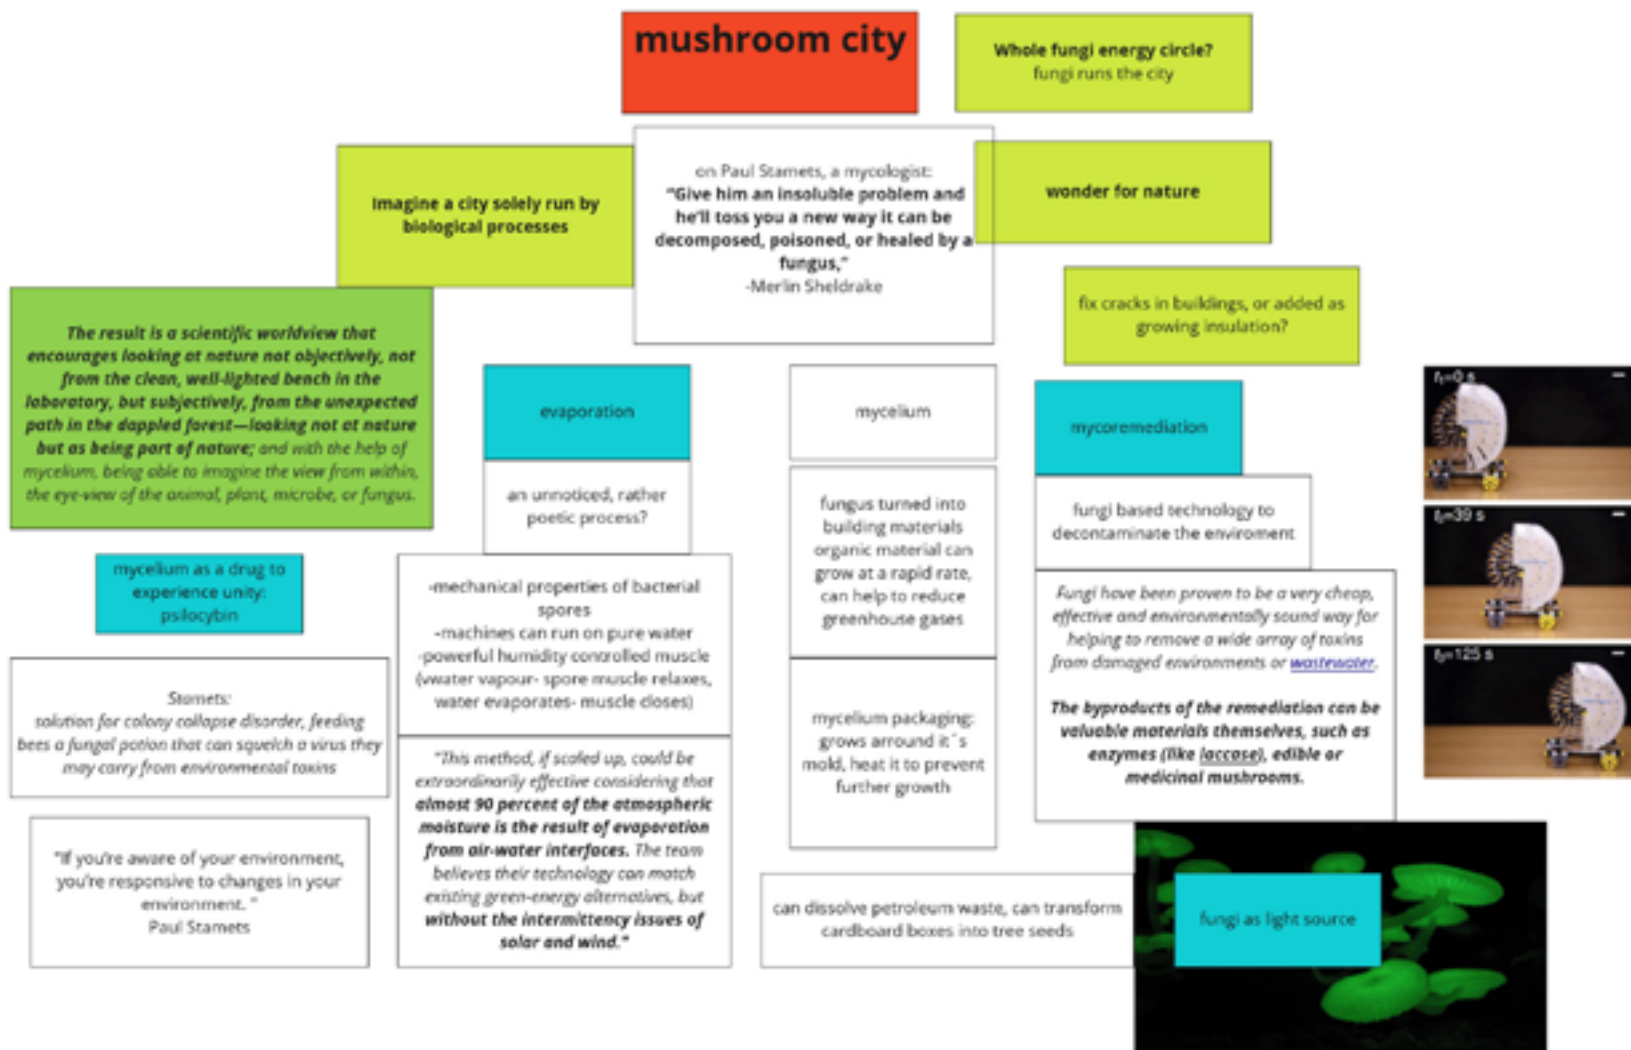 mushroom city
Whole fungi energy circle?
fungi runs the city
Imagine a city solely run by
biological processes
on Paul Stamets, a mycologist:
"Give him an insoluble problem and
he'll toss you a new way it can be
decomposed, poisoned, or healed by a
fungus,"
-Merlin Sheldrake
wonder for nature
fix cracks in buildings, or added as
growing insulation?
The result is a scientific worldview that
encourages looking at nature not objectively, not
from the clean, well-lighted bench in the
laboratory, but subjectively, from the unexpected
path in the dappled forest—looking not at nature
but as being part of nature; and with the help of
mycelium, being able to imagine the view from within,
the eye-view of the animal, plant, microbe, or fungus.
mycelium as a drug to
experience unity:
psilocybin
Stamets:
solution for colony collapse disorder, feeding
bees a fungal potion that can squelch a virus they
may carry from environmental toxins
"If you're aware of your environment,
you're responsive to changes in your
environment. "
Paul Stamets
evaporation
an unnoticed, rather
poetic process?
-mechanical properties of bacterial
spores
-machines can run on pure water
-powerful humidity controlled muscle
(vwater vapour- spore muscle relaxes,
water evaporates- muscle closes)
"This method, if scaled up, could be
extraordinarily effective considering that
almost 90 percent of the atmospheric
moisture is the result of evaporation
from air-water interfaces. The team
believes their technology can match
existing green-energy alternatives, but
without the intermittency issues of
solar and wind."
mycelium
fungus turned into
building materials
organic material can
grow at a rapid rate,
can help to reduce
greenhouse gases
mycelium packaging:
grows arround it´s
mold, heat it to prevent
further growth
can dissolve petroleum waste, can transform
cardboard boxes into tree seeds
mycoremediation
fungi based technology to
decontaminate the enviroment
Fungi have been proven to be a very cheap,
effective and environmentally sound way for
helping to remove a wide array of toxins
from damaged environments or wastewater.
The byproducts of the remediation can be
valuable materials themselves, such as
enzymes (like laccase), edible or
medicinal mushrooms.
fungi as light source
t₁=0 s
t₂=39 s
t₃=125 s